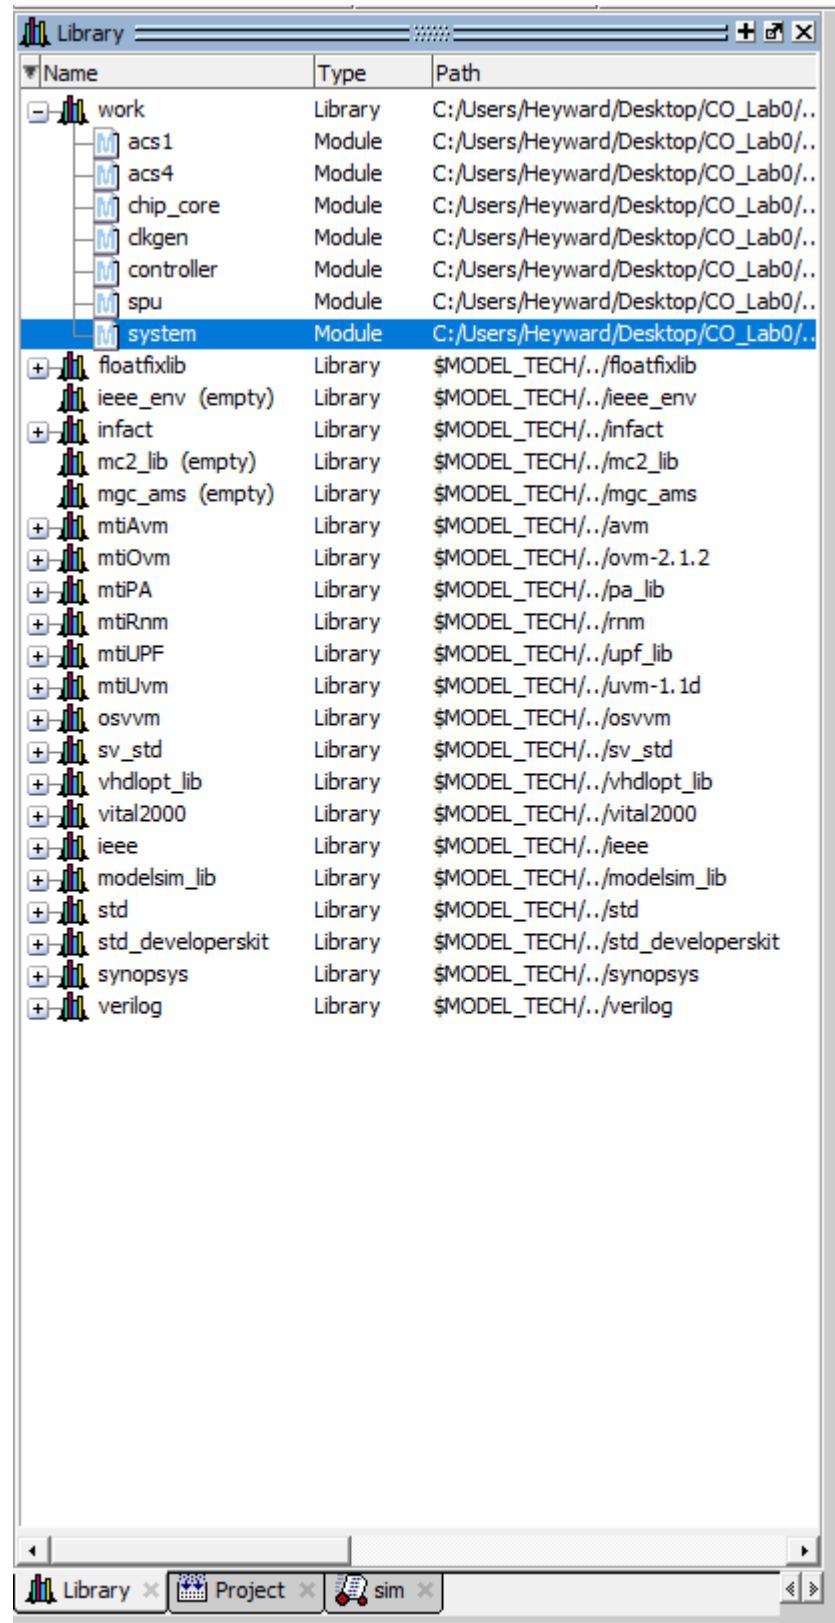 Library
Name Type Path
work Library C:/Users/Heyward/Desktop/CO_Lab0/..
acs1 Module C:/Users/Heyward/Desktop/CO_Lab0/..
acs4 Module C:/Users/Heyward/Desktop/CO_Lab0/..
chip_core Module C:/Users/Heyward/Desktop/CO_Lab0/..
clkgen Module C:/Users/Heyward/Desktop/CO_Lab0/..
controller Module C:/Users/Heyward/Desktop/CO_Lab0/..
spu Module C:/Users/Heyward/Desktop/CO_Lab0/..
system Module C:/Users/Heyward/Desktop/CO_Lab0/..
floatfixlib Library $MODEL_TECH/../floatfixlib
ieee_env (empty) Library $MODEL_TECH/../ieee_env
infact Library $MODEL_TECH/../infact
mc2_lib (empty) Library $MODEL_TECH/../mc2_lib
mgc_ams (empty) Library $MODEL_TECH/../mgc_ams
mtiAvm Library $MODEL_TECH/../avm
mtiOvm Library $MODEL_TECH/../ovm-2.1.2
mtiPA Library $MODEL_TECH/../pa_lib
mtiRnm Library $MODEL_TECH/../rnm
mtiUPF Library $MODEL_TECH/../upf_lib
mtiUvm Library $MODEL_TECH/../uvm-1.1d
osvvm Library $MODEL_TECH/../osvvm
sv_std Library $MODEL_TECH/../sv_std
vhdlopt_lib Library $MODEL_TECH/../vhdlopt_lib
vital2000 Library $MODEL_TECH/../vital2000
ieee Library $MODEL_TECH/../ieee
modelsim_lib Library $MODEL_TECH/../modelsim_lib
std Library $MODEL_TECH/../std
std_developerskit Library $MODEL_TECH/../std_developerskit
synopsys Library $MODEL_TECH/../synopsys
verilog Library $MODEL_TECH/../verilog
Library Project sim